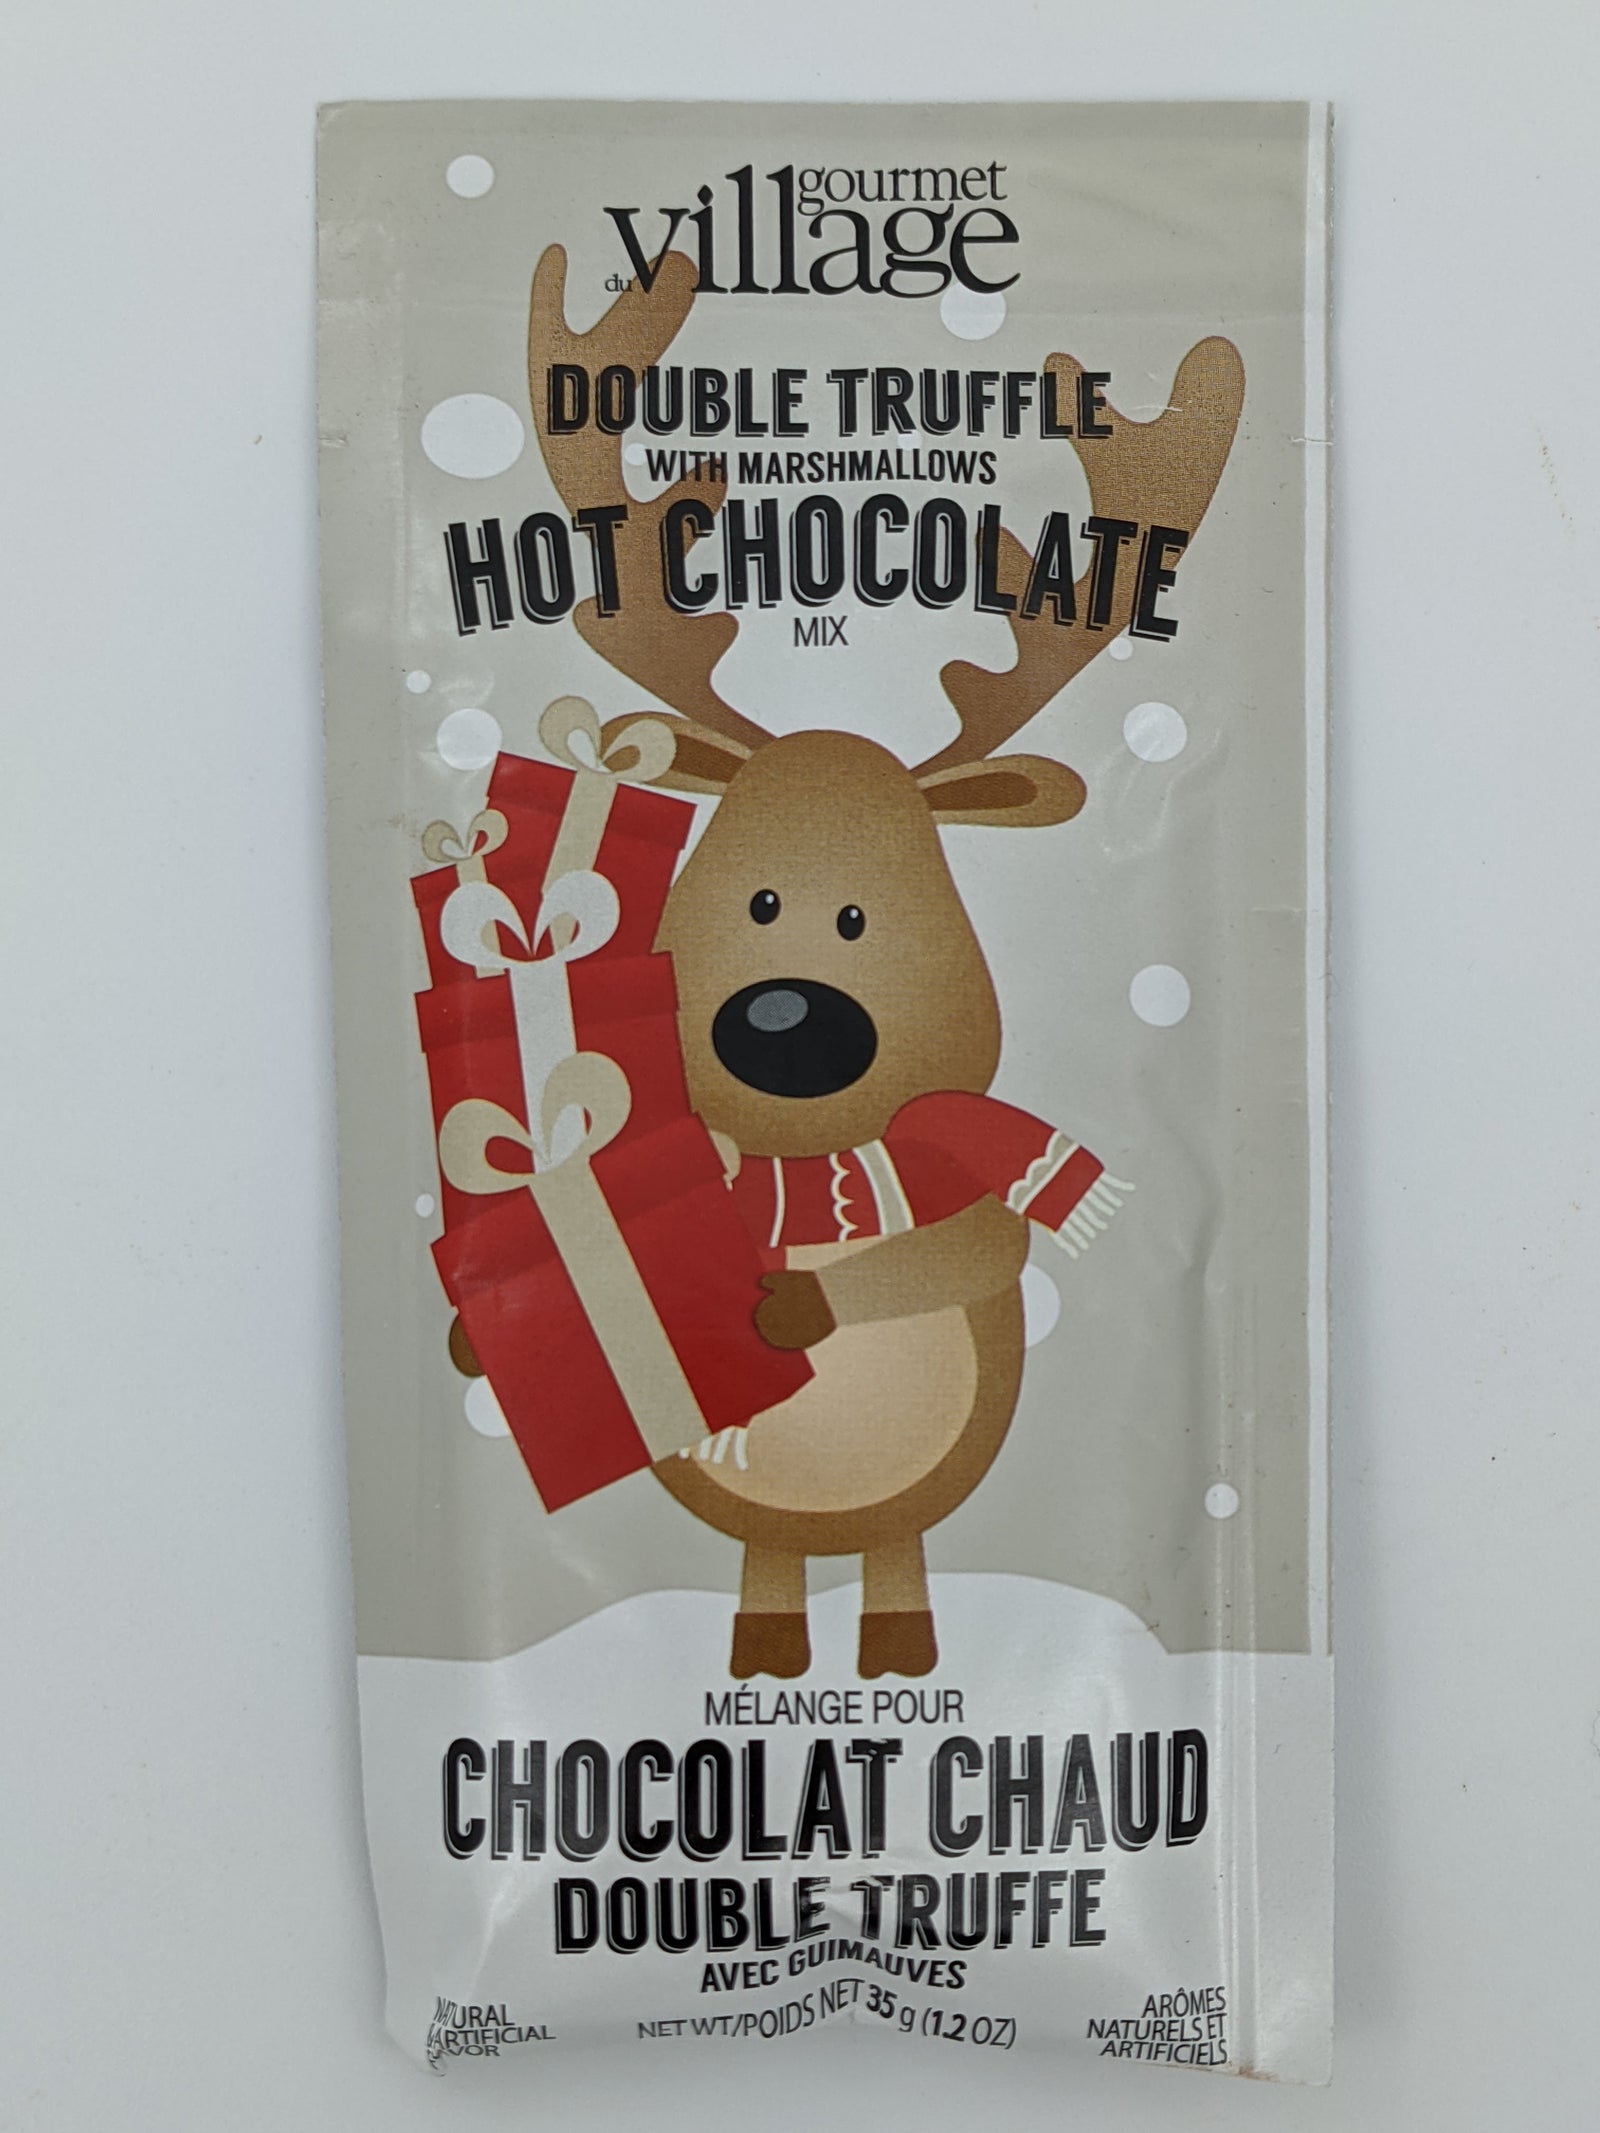 gourmet
du village
DOUBLE TRUFFLE
WITH MARSHMALLOWS
HOT CHOCOLATE
MIX
MÉLANGE POUR
CHOCOLAT CHAUD
DOUBLE TRUFFE
AVEC GUIMAUVES
NATURAL
&ARTIFICIAL
FLAVOR
NET WT/POIDS NET 35 g (1.2 OZ)
ARÔMES
NATURELS ET
ARTIFICIELS